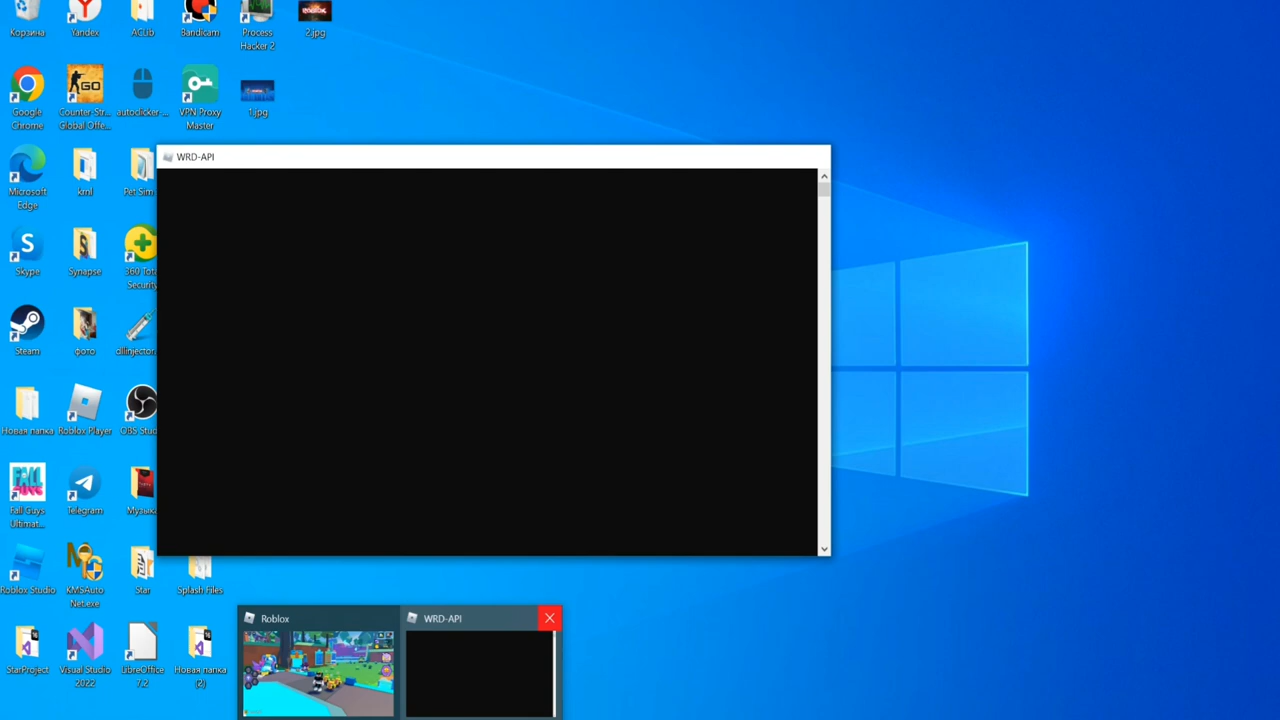 Корзина
Yandex
ACLib
Bandicam
Process
Hacker 2
2.jpg
Google
Chrome
Counter-Str...
Global Offe...
autoclicker-...
VPN Proxy
Master
1.jpg
WRD-API
Microsoft
Edge
kml
Pet Sim
Skype
Synapse
360 Tota
Security
Steam
фото
dllinjector.
Новая папка
Roblox Player
OBS Stud
Fall Guys
Ultimat...
Telegram
Музыка
Roblox Studio
KMSAuto
Net.exe
Star
Splash Files
StarProject
Visual Studio
2022
LibreOffice
7.2
Новая папка
(2)
Roblox
WRD-API